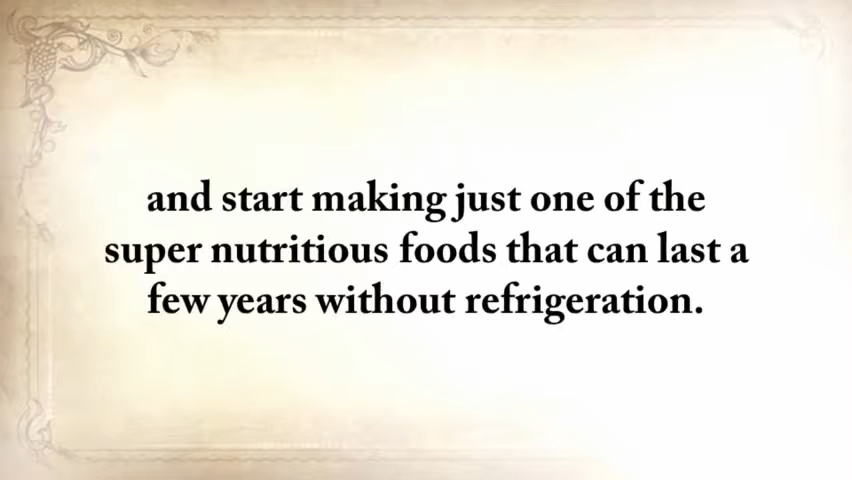 and start making just one of the
super nutritious foods that can last a
few years without refrigeration.